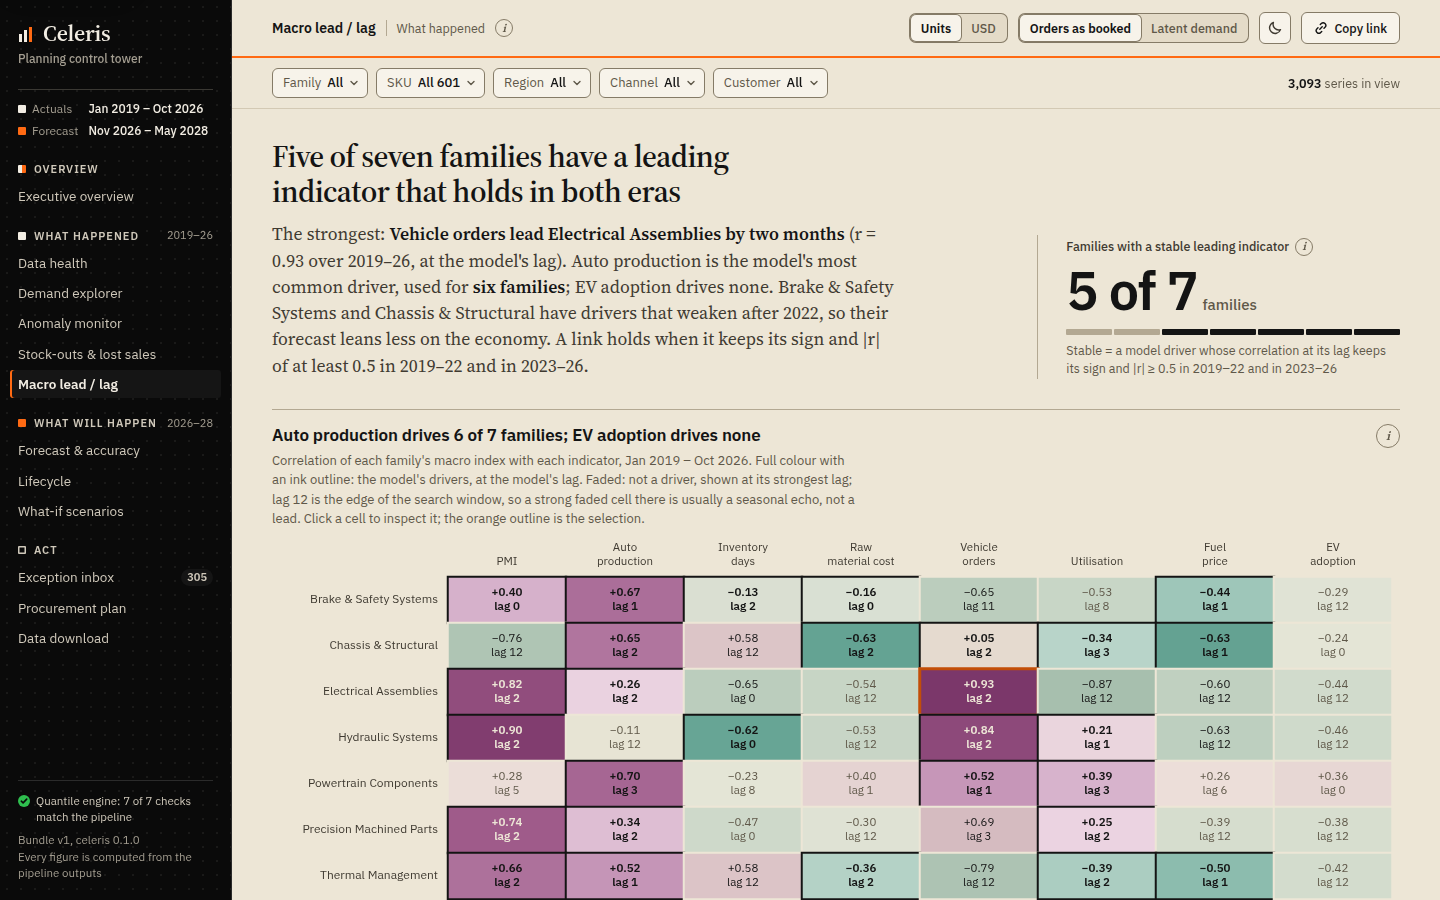 Celeris
Planning control tower
Actuals Jan 2019 – Oct 2026
Forecast Nov 2026 – May 2028
OVERVIEW
Executive overview
WHAT HAPPENED 2019–26
Data health
Demand explorer
Anomaly monitor
Stock-outs & lost sales
Macro lead / lag
WHAT WILL HAPPEN 2026–28
Forecast & accuracy
Lifecycle
What-if scenarios
ACT
Exception inbox 305
Procurement plan
Data download
Quantile engine: 7 of 7 checks
match the pipeline
Bundle v1, celeris 0.1.0
Every figure is computed from the
pipeline outputs
Macro lead / lag What happened i
Units USD Orders as booked Latent demand Copy link
Family All SKU All 601 Region All Channel All Customer All
3,093 series in view
Five of seven families have a leading
indicator that holds in both eras
The strongest: Vehicle orders lead Electrical Assemblies by two months (r =
0.93 over 2019–26, at the model's lag). Auto production is the model's most
common driver, used for six families; EV adoption drives none. Brake & Safety
Systems and Chassis & Structural have drivers that weaken after 2022, so their
forecast leans less on the economy. A link holds when it keeps its sign and |r|
of at least 0.5 in 2019–22 and in 2023–26.
Families with a stable leading indicator i
5 of 7 families
Stable = a model driver whose correlation at its lag keeps
its sign and |r| ≥ 0.5 in 2019–22 and in 2023–26
Auto production drives 6 of 7 families; EV adoption drives none i
Correlation of each family's macro index with each indicator, Jan 2019 – Oct 2026. Full colour with
an ink outline: the model's drivers, at the model's lag. Faded: not a driver, shown at its strongest lag;
lag 12 is the edge of the search window, so a strong faded cell there is usually a seasonal echo, not a
lead. Click a cell to inspect it; the orange outline is the selection.
Auto Inventory Raw Vehicle Fuel EV
PMI production days material cost orders Utilisation price adoption
+0.40 +0.67 −0.13 −0.16 −0.65 −0.53 −0.44 −0.29
Brake & Safety Systems
lag 0 lag 1 lag 2 lag 0 lag 11 lag 8 lag 1 lag 12
−0.76 +0.65 +0.58 −0.63 +0.05 −0.34 −0.63 −0.24
Chassis & Structural
lag 12 lag 2 lag 12 lag 2 lag 2 lag 3 lag 1 lag 0
+0.82 +0.26 −0.65 −0.54 +0.93 −0.87 −0.60 −0.44
Electrical Assemblies
lag 2 lag 2 lag 0 lag 12 lag 2 lag 12 lag 12 lag 12
+0.90 −0.11 −0.62 −0.53 +0.84 +0.21 −0.63 −0.46
Hydraulic Systems
lag 2 lag 12 lag 0 lag 12 lag 2 lag 1 lag 12 lag 12
+0.28 +0.70 −0.23 +0.40 +0.52 +0.39 +0.26 +0.36
Powertrain Components
lag 5 lag 3 lag 8 lag 1 lag 1 lag 3 lag 6 lag 0
+0.74 +0.34 −0.47 −0.30 +0.69 +0.25 −0.39 −0.38
Precision Machined Parts
lag 2 lag 2 lag 0 lag 12 lag 3 lag 2 lag 12 lag 12
+0.66 +0.52 +0.58 −0.36 −0.79 −0.39 −0.50 −0.42
Thermal Management
lag 2 lag 1 lag 12 lag 2 lag 12 lag 2 lag 1 lag 12